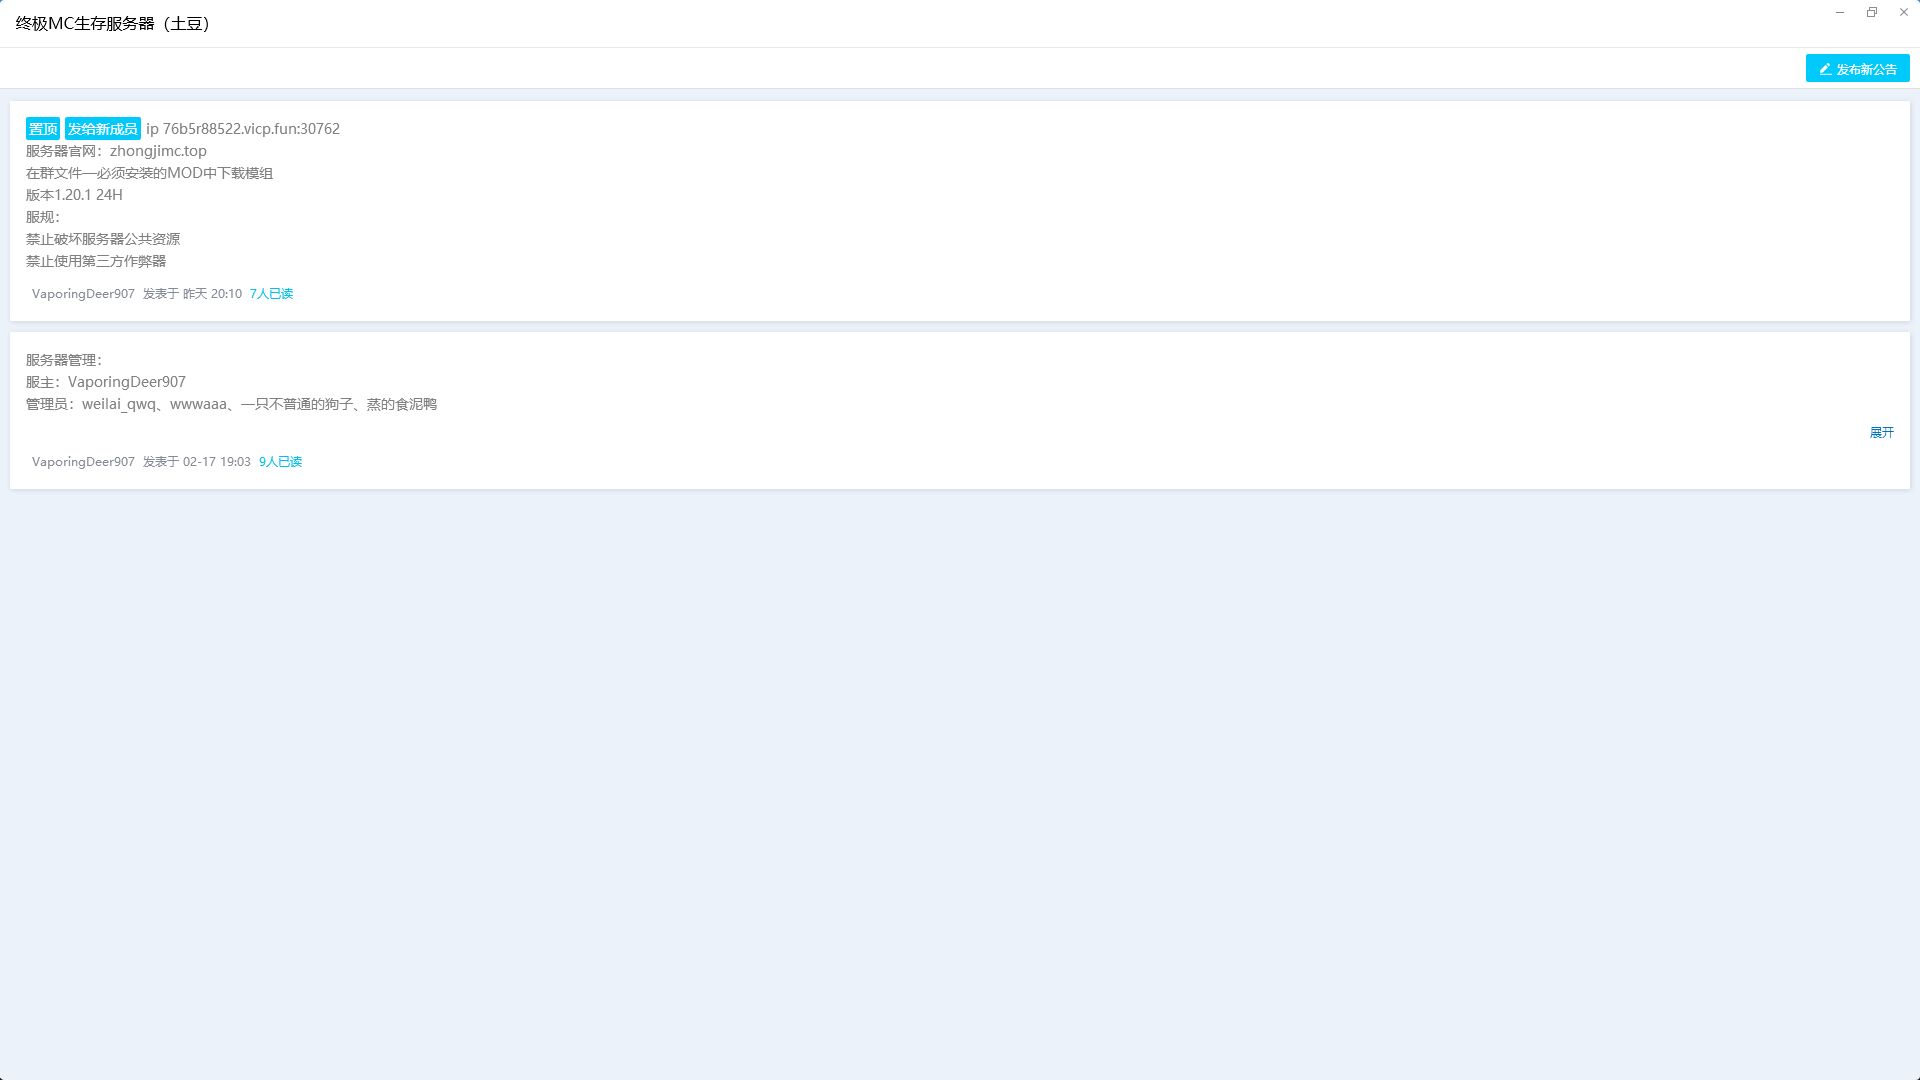 终极MC生存服务器（土豆）
发布新公告
置顶 发给新成员 ip 76b5r88522.vicp.fun:30762
服务器官网：zhongjimc.top
在群文件—必须安装的MOD中下载模组
版本1.20.1 24H
服规：
禁止破坏服务器公共资源
禁止使用第三方作弊器
VaporingDeer907 发表于 昨天 20:10 7人已读
服务器管理：
服主：VaporingDeer907
管理员：weilai_qwq、wwwaaa、一只不普通的狗子、蒸的食泥鸭
展开
VaporingDeer907 发表于 02-17 19:03 9人已读